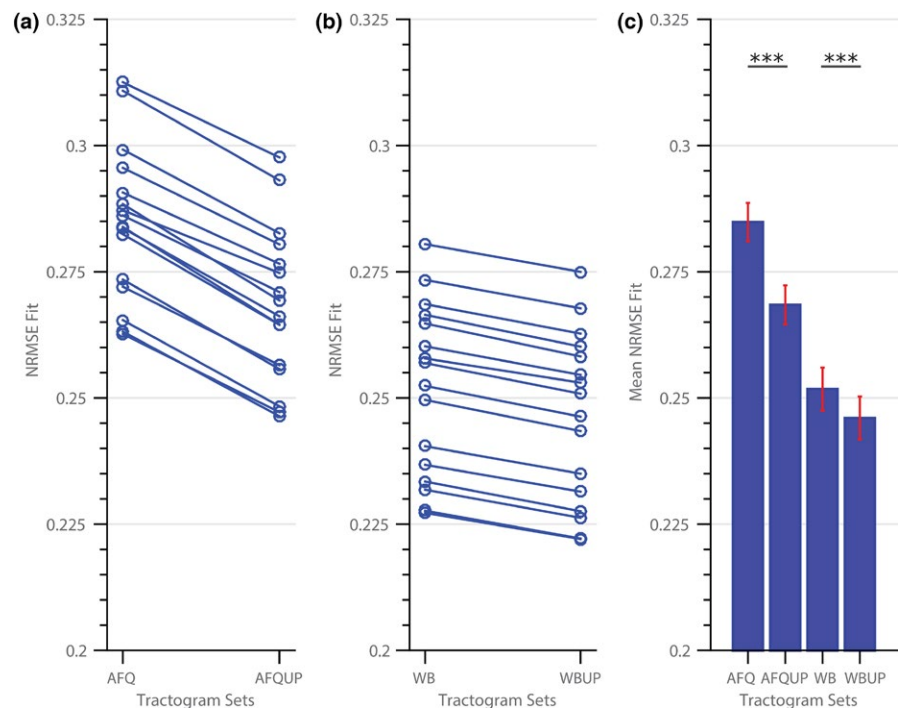 (a)
0.325
0.3
0.275
0.25
0.225
0.2
NRMSE Fit
AFQ
AFQUP
Tractogram Sets
(b)
0.325
0.3
0.275
0.25
0.225
0.2
NRMSE Fit
WB
WBUP
Tractogram Sets
(c)
0.325
0.3
0.275
0.25
0.225
0.2
Mean NRMSE Fit
*** ***
AFQ AFQUP WB WBUP
Tractogram Sets